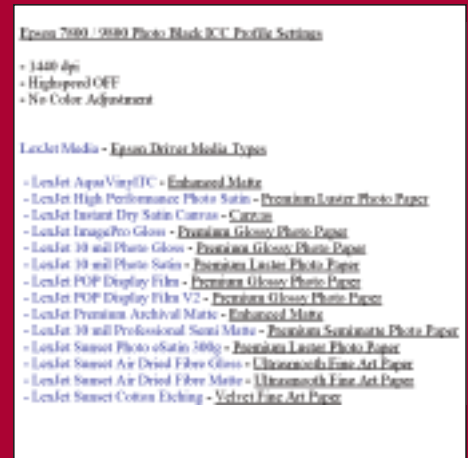 Epson 7800 / 9800 Photo Black ICC Profile Settings
- 1440 dpi
- Highspeed OFF
- No Color Adjustment
LexJet Media - Epson Driver Media Types
- LexJet AquaVinylTC - Enhanced Matte
- LexJet High Performance Photo Satin - Premium Luster Photo Paper
- LexJet Instant Dry Satin Canvas - Canvas
- LexJet ImagePro Gloss - Premium Glossy Photo Paper
- LexJet 10 mil Photo Gloss - Premium Glossy Photo Paper
- LexJet 10 mil Photo Satin - Premium Luster Photo Paper
- LexJet POP Display Film - Premium Glossy Photo Paper
- LexJet POP Display Film V2 - Premium Glossy Photo Paper
- LexJet Premium Archival Matte - Enhanced Matte
- LexJet 10 mil Professional Semi Matte - Premium Semimatte Photo Paper
- LexJet Sunset Photo eSatin 300g - Premium Luster Photo Paper
- LexJet Sunset Air Dried Fibre Gloss - Ultrasmooth Fine Art Paper
- LexJet Sunset Air Dried Fibre Matte - Ultrasmooth Fine Art Paper
- LexJet Sunset Cotton Etching - Velvet Fine Art Paper